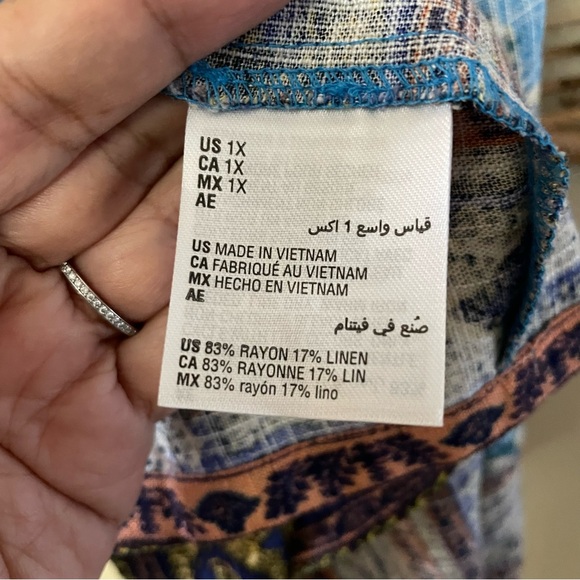 US 1X
CA 1X
MX 1X
AE
قياس واسع 1 اكس
US MADE IN VIETNAM
CA FABRIQUÉ AU VIETNAM
MX HECHO EN VIETNAM
AE
صُنع في فيتنام
US 83% RAYON 17% LINEN
CA 83% RAYONNE 17% LIN
MX 83% rayón 17% lino